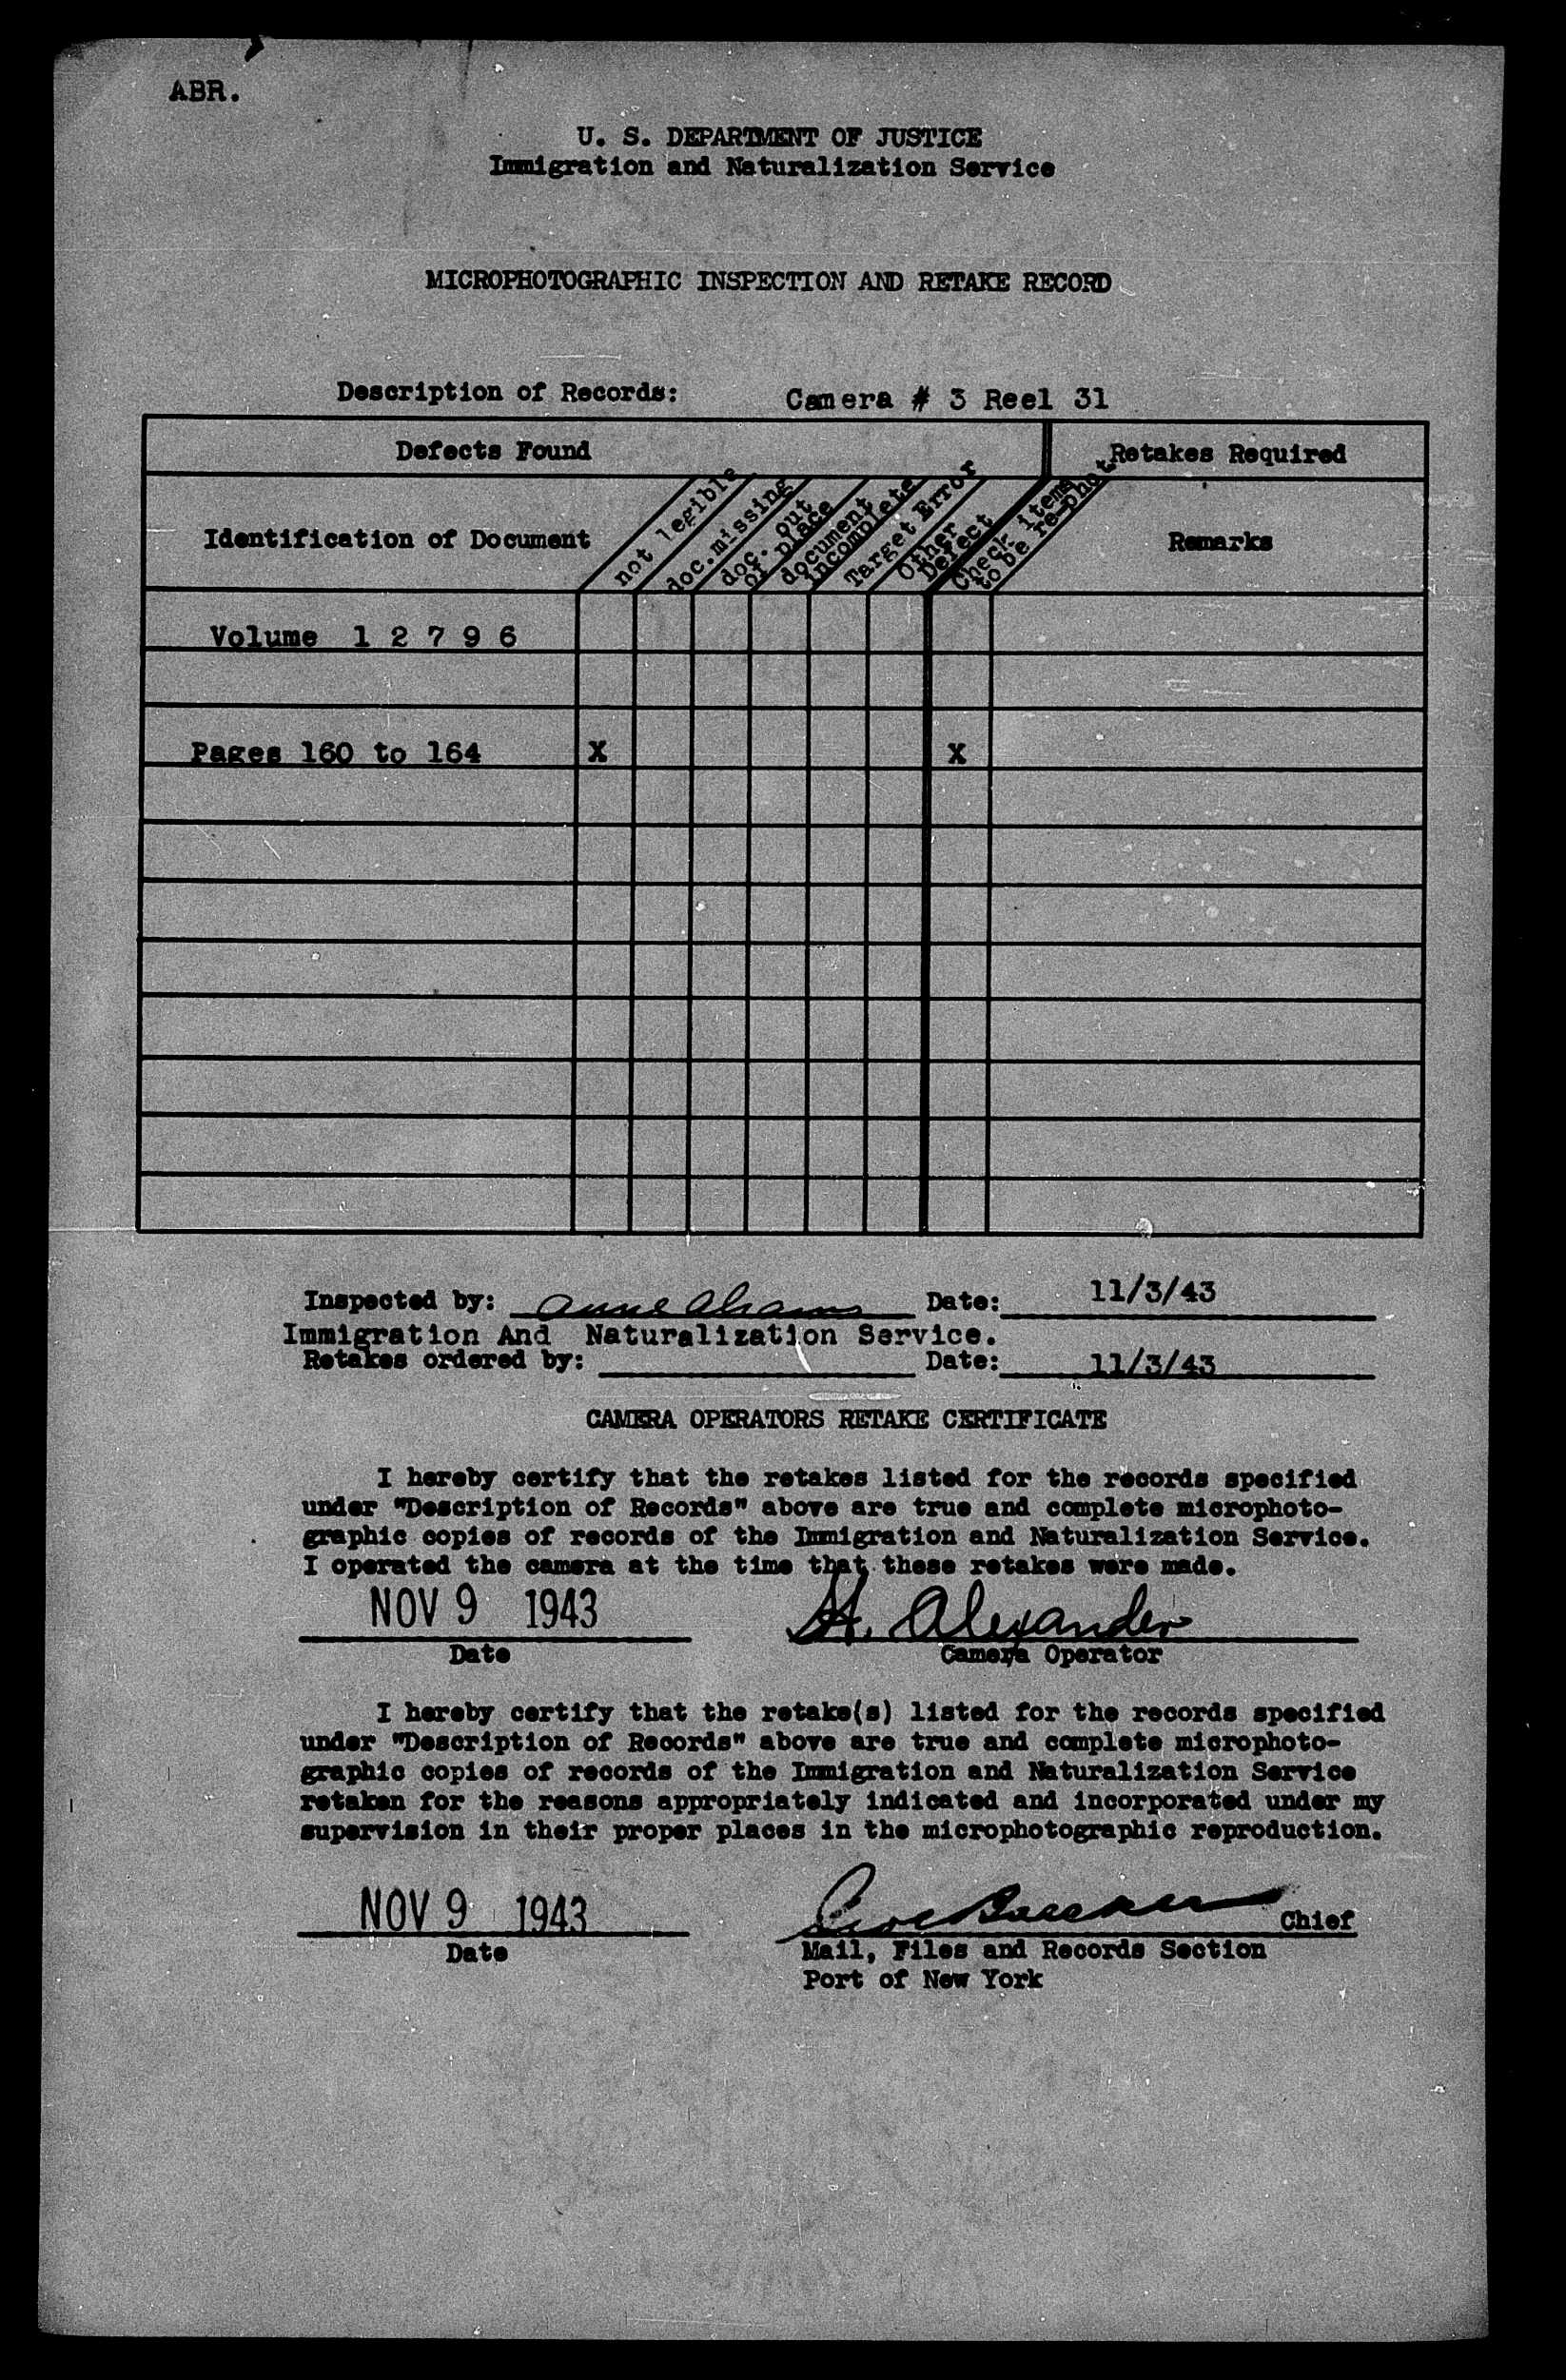 ABR.
U. S. DEPARTMENT OF JUSTICE
Immigration and Naturalization Service
MICROPHOTOGRAPHIC INSPECTION AND RETAKE RECORD
Description of Records: Camera # 3 Reel 31
Defects Found Retakes Required
Identification of Document
not legible
doc. missing
doc. out
of place
document
incomplete
Target Error
Other
Defect
Check items
to be re-phot
Remarks
Volume 1 2 7 9 6
Pages 160 to 164 X X
Inspected by: Anne Date: 11/3/43
Immigration And Naturalization Service.
Retakes ordered by: Date: 11/3/43
CAMERA OPERATORS RETAKE CERTIFICATE
I hereby certify that the retakes listed for the records specified
under "Description of Records" above are true and complete microphoto-
graphic copies of records of the Immigration and Naturalization Service.
I operated the camera at the time that these retakes were made.
NOV 9 1943 H. Alexander
Date Camera Operator
I hereby certify that the retake(s) listed for the records specified
under "Description of Records" above are true and complete microphoto-
graphic copies of records of the Immigration and Naturalization Service
retaken for the reasons appropriately indicated and incorporated under my
supervision in their proper places in the microphotographic reproduction.
NOV 9 1943 Chief
Date Mail, Files and Records Section
Port of New York